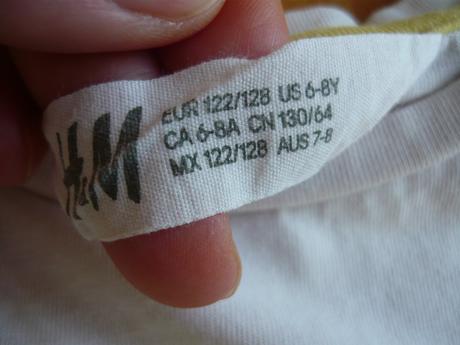 H&M
EUR 122/128 US 6-8Y
CA 6-8A CN 130/64
MX 122/128 AUS 7-8